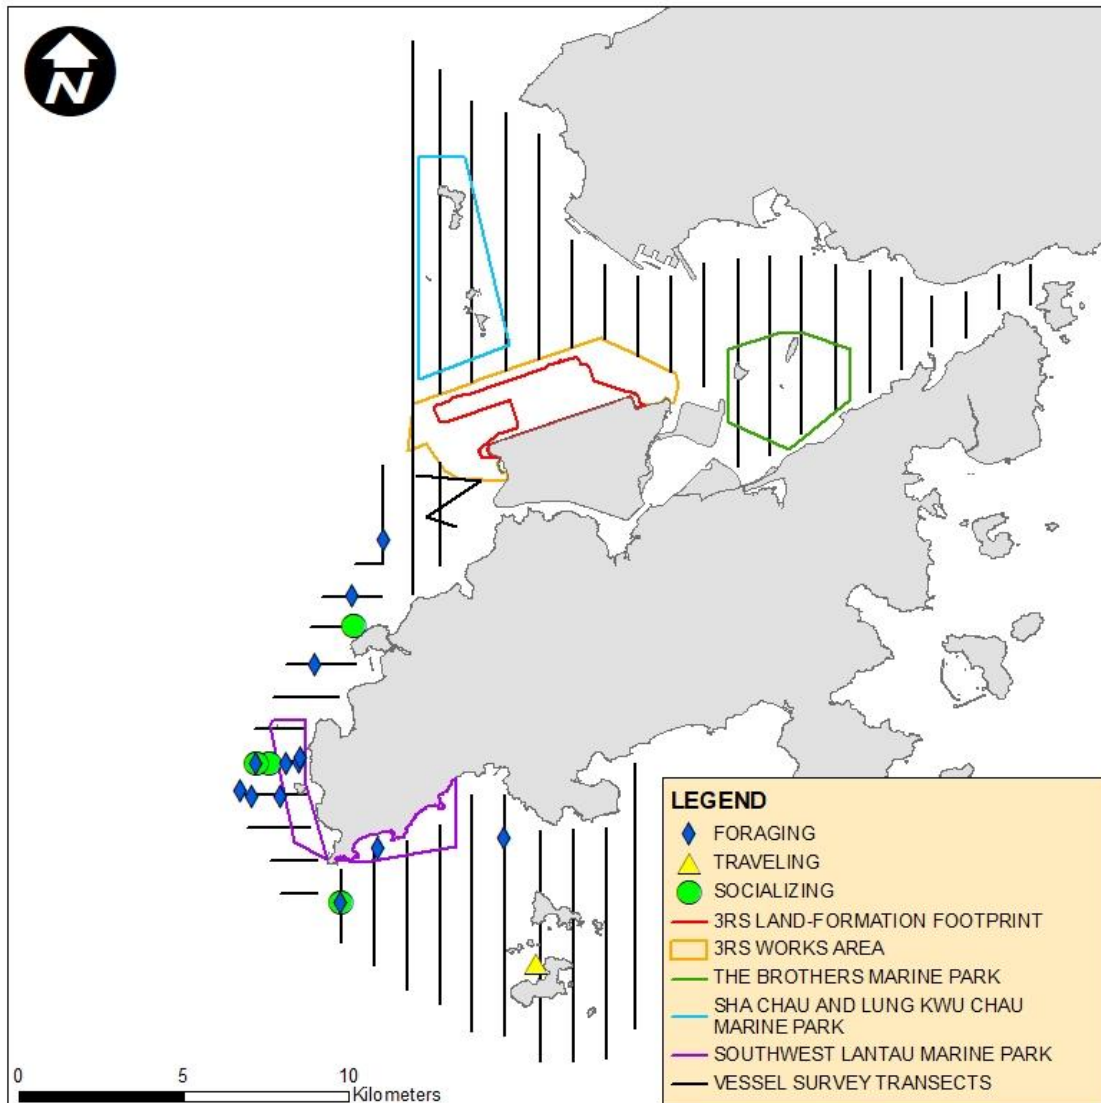 N
LEGEND
FORAGING
TRAVELING
SOCIALIZING
3RS LAND-FORMATION FOOTPRINT
3RS WORKS AREA
THE BROTHERS MARINE PARK
SHA CHAU AND LUNG KWU CHAU
MARINE PARK
SOUTHWEST LANTAU MARINE PARK
VESSEL SURVEY TRANSECTS
0 5 10
Kilometers